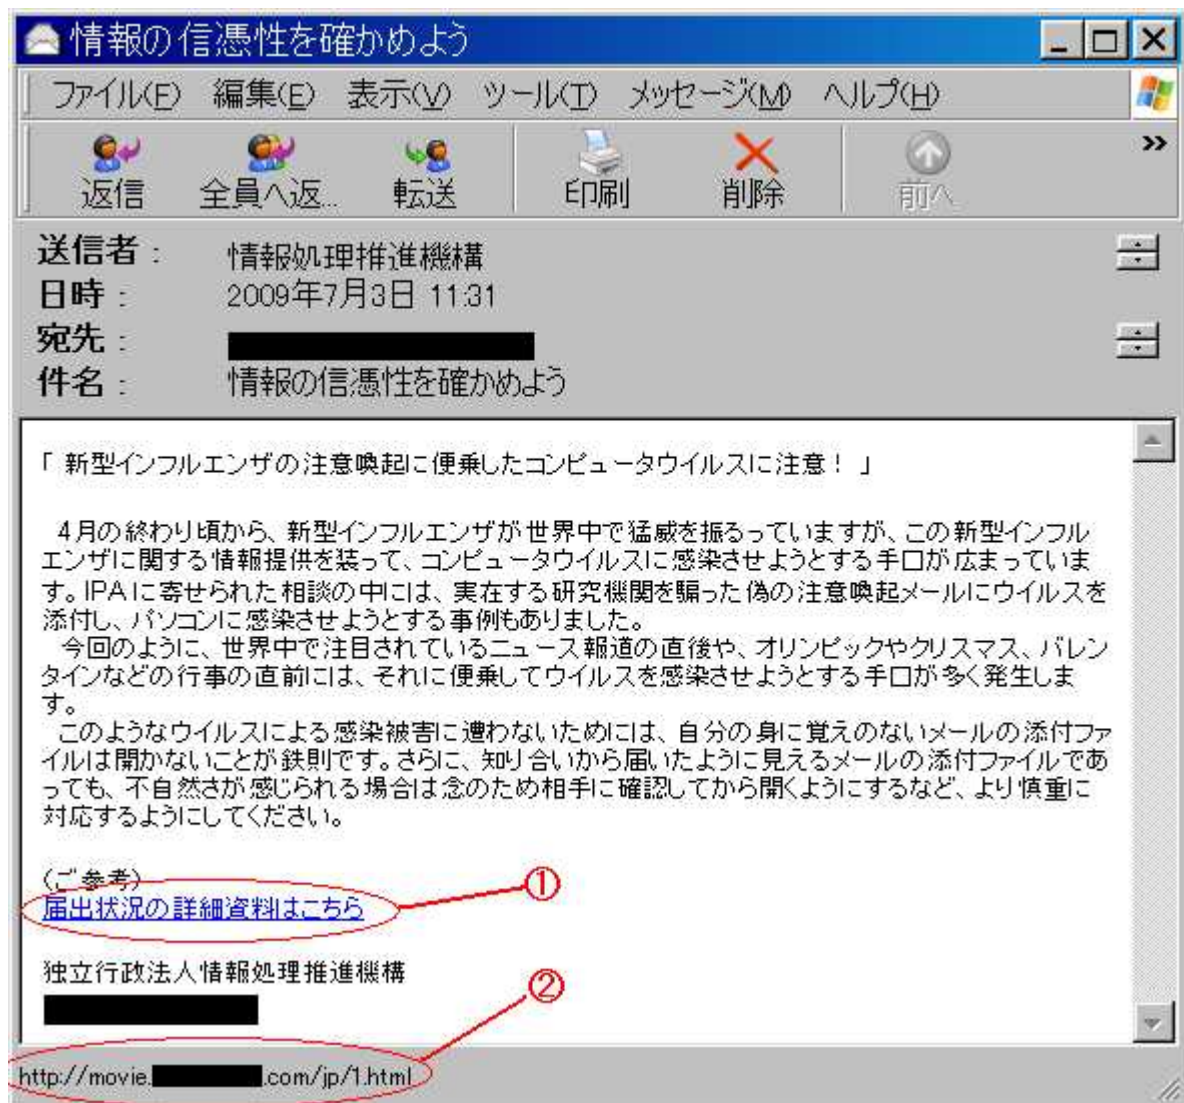 情報の信憑性を確かめよう
ファイル(F) 編集(E) 表示(V) ツール(T) メッセージ(M) ヘルプ(H)
返信 全員へ返... 転送 印刷 削除 前へ »
送信者： 情報処理推進機構
日時： 2009年7月3日 11:31
宛先：
件名： 情報の信憑性を確かめよう
「 新型インフルエンザの注意喚起に便乗したコンピュータウイルスに注意！ 」
4月の終わり頃から、新型インフルエンザが世界中で猛威を振るっていますが、この新型インフル
エンザに関する情報提供を装って、コンピュータウイルスに感染させようとする手口が広まっていま
す。IPAに寄せられた相談の中には、実在する研究機関を騙った偽の注意喚起メールにウイルスを
添付し、パソコンに感染させようとする事例もありました。
今回のように、世界中で注目されているニュース報道の直後や、オリンピックやクリスマス、バレン
タインなどの行事の直前には、それに便乗してウイルスを感染させようとする手口が多く発生しま
す。
このようなウイルスによる感染被害に遭わないためには、自分の身に覚えのないメールの添付ファ
イルは開かないことが鉄則です。さらに、知り合いから届いたように見えるメールの添付ファイルであ
っても、不自然さが感じられる場合は念のため相手に確認してから開くようにするなど、より慎重に
対応するようにしてください。
（ご参考）
届出状況の詳細資料はこちら
①
独立行政法人情報処理推進機構
②
http://movie. .com/jp/1.html